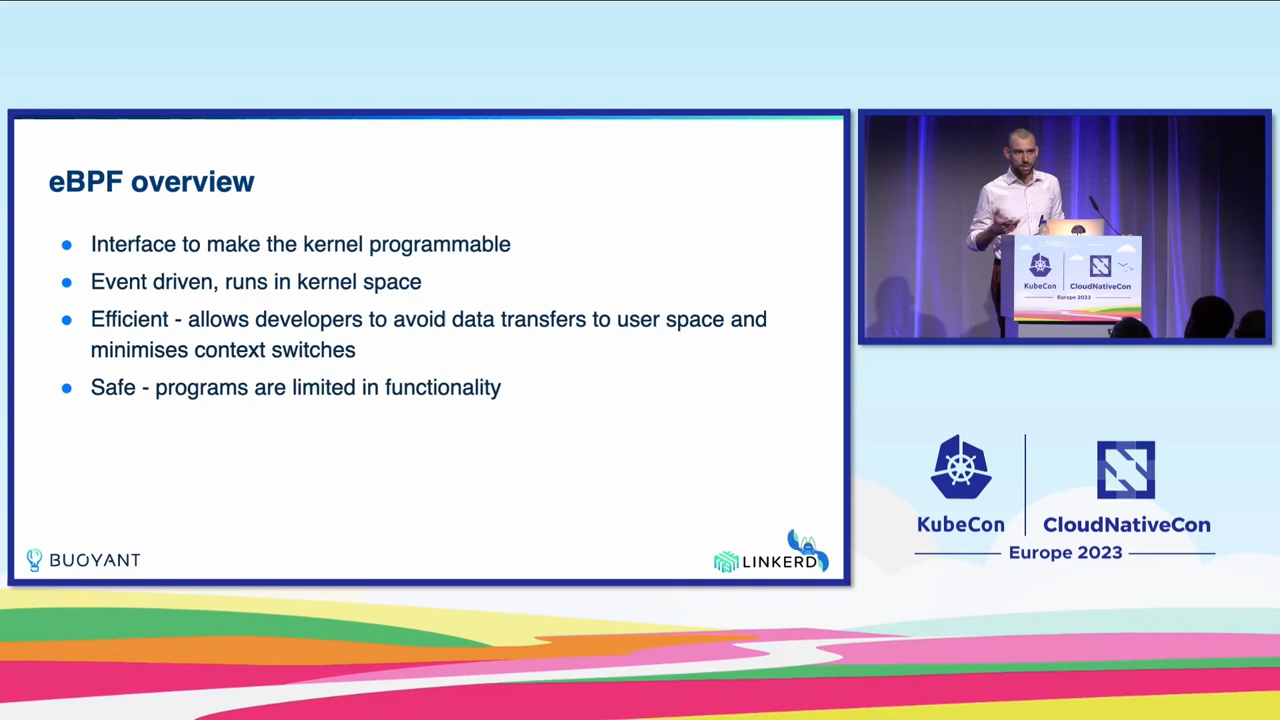 eBPF overview
Interface to make the kernel programmable
Event driven, runs in kernel space
Efficient - allows developers to avoid data transfers to user space and
minimises context switches
Safe - programs are limited in functionality
BUOYANT
LINKERD
KubeCon
CloudNativeCon
Europe 2023
KubeCon
CloudNativeCon
Europe 2023